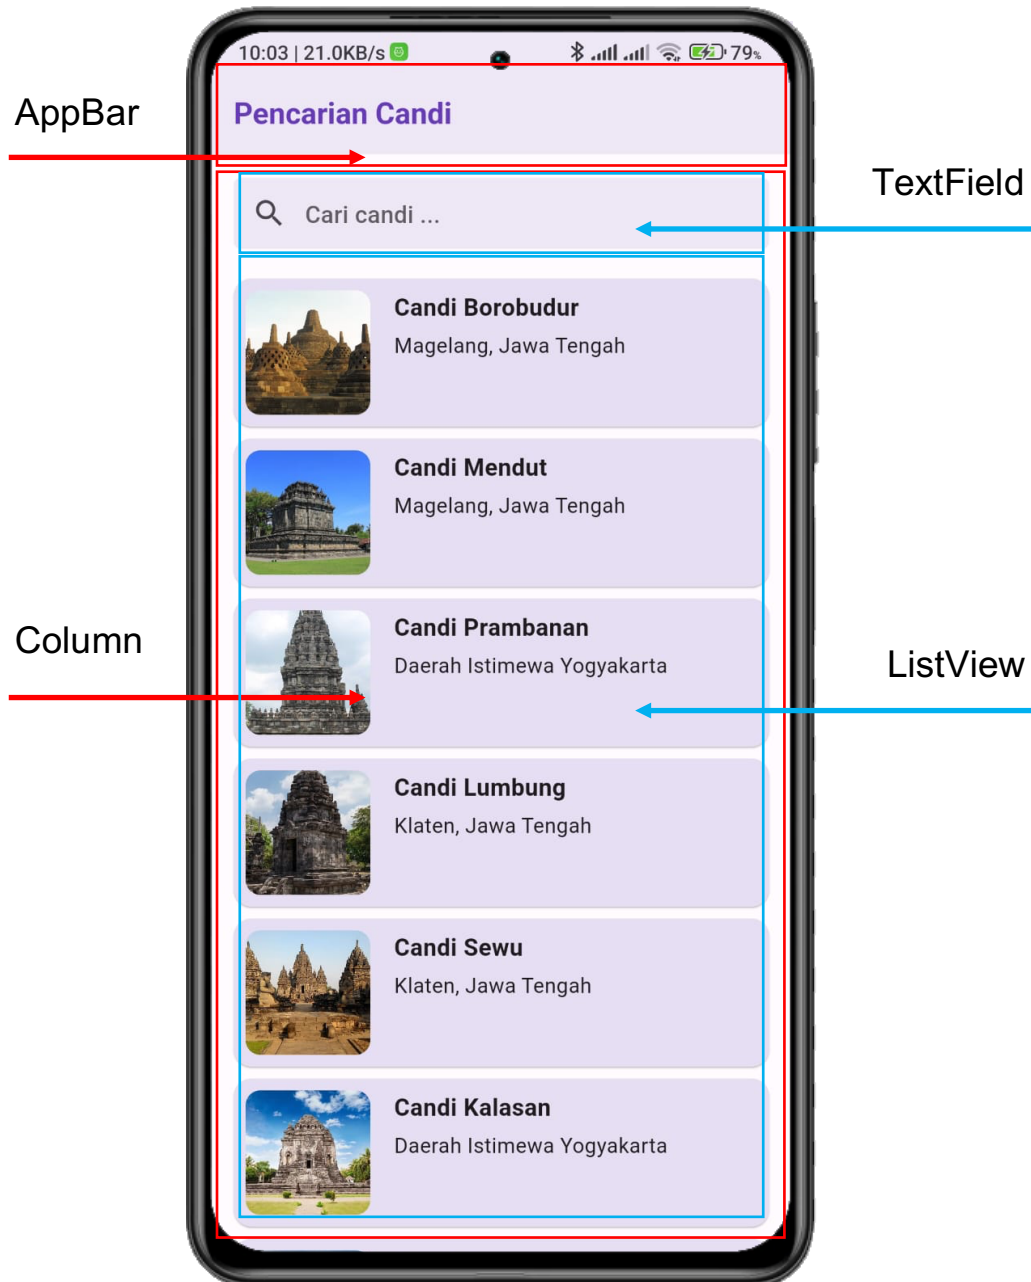 10:03 | 21.0KB/s 79%
AppBar
Pencarian Candi
TextField
Cari candi ...
Candi Borobudur
Magelang, Jawa Tengah
Candi Mendut
Magelang, Jawa Tengah
Column
Candi Prambanan
Daerah Istimewa Yogyakarta
ListView
Candi Lumbung
Klaten, Jawa Tengah
Candi Sewu
Klaten, Jawa Tengah
Candi Kalasan
Daerah Istimewa Yogyakarta